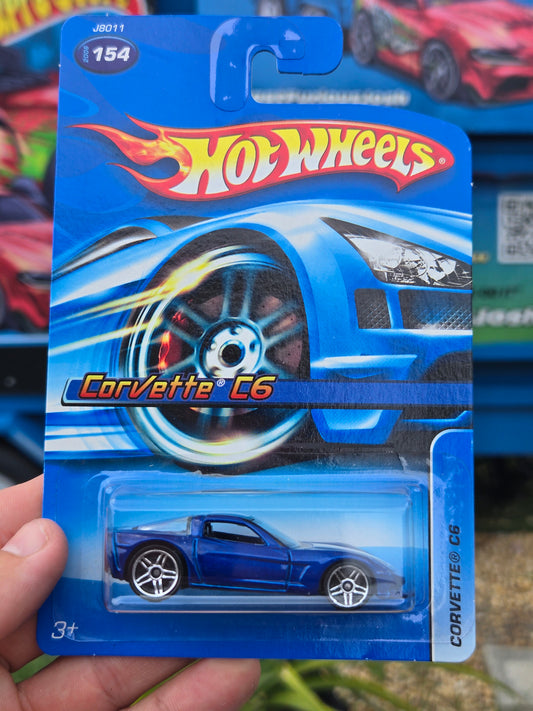 J8011
2006
154
HOT WHEELS®
Corvette® C6
CORVETTE® C6
3+